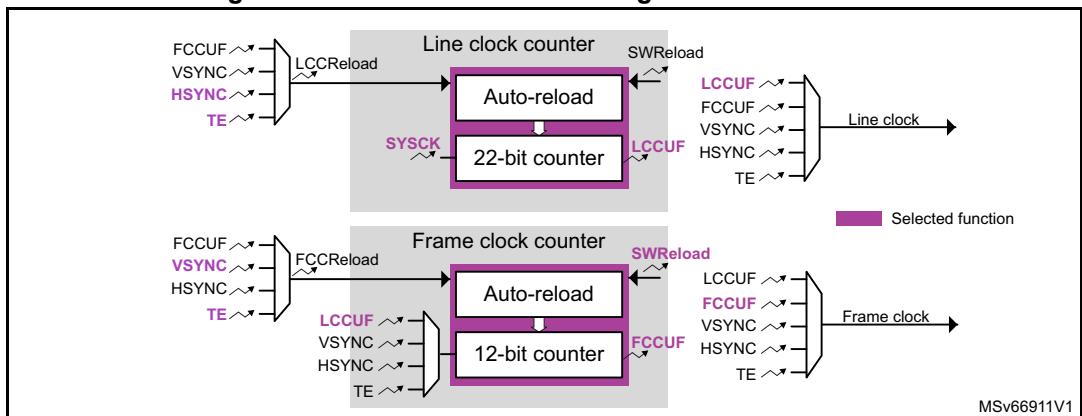 Line clock counter
FCCUF
VSYNC
HSYNC
TE
LCCReload
SWReload
Auto-reload
SYSCK
22-bit counter
LCCUF
LCCUF
FCCUF
VSYNC
HSYNC
TE
Line clock
Selected function
Frame clock counter
FCCUF
VSYNC
HSYNC
TE
FCCReload
SWReload
Auto-reload
LCCUF
VSYNC
HSYNC
TE
12-bit counter
FCCUF
LCCUF
FCCUF
VSYNC
HSYNC
TE
Frame clock
MSv66911V1